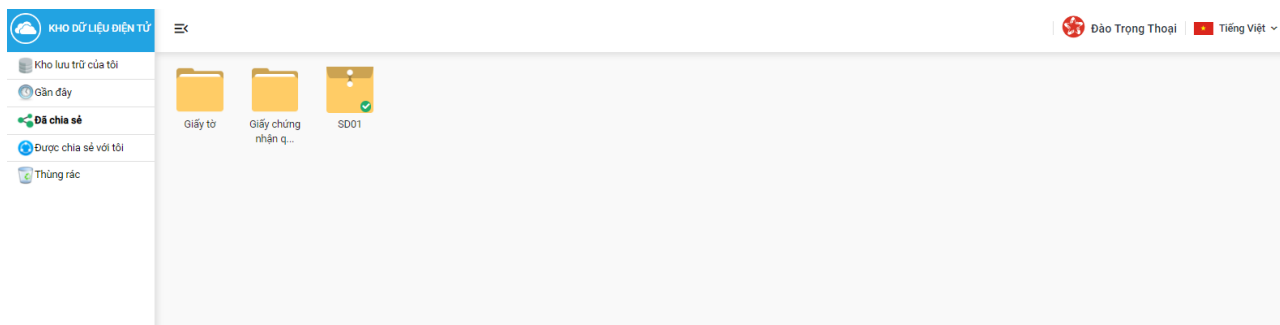 KHO DỮ LIỆU ĐIỆN TỬ
Đào Trọng Thoại
Tiếng Việt
Kho lưu trữ của tôi
Gần đây
Đã chia sẻ
Được chia sẻ với tôi
Thùng rác
Giấy tờ
Giấy chứng
nhận q...
SD01